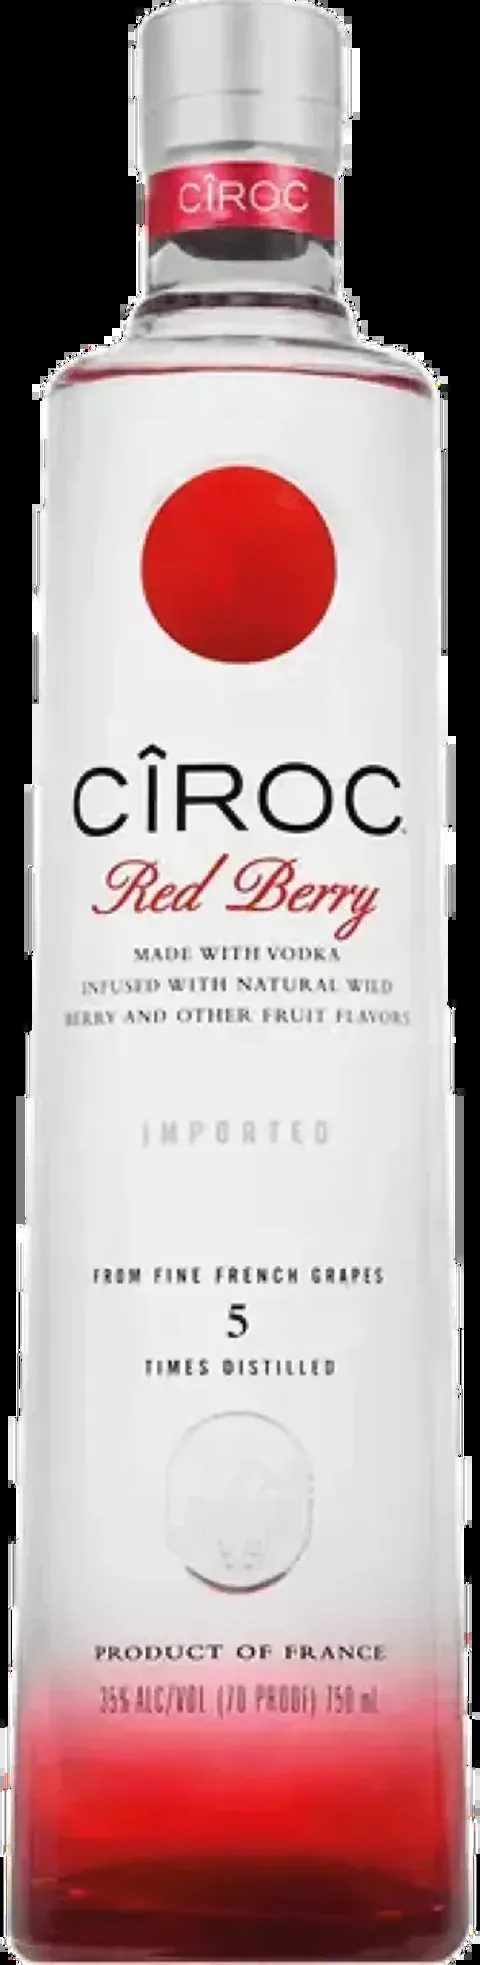 CÎROC
CÎROC
Red Berry
MADE WITH VODKA
INFUSED WITH NATURAL WILD
BERRY AND OTHER FRUIT FLAVORS
IMPORTED
FROM FINE FRENCH GRAPES
5
TIMES DISTILLED
PRODUCT OF FRANCE
35% ALC/VOL (70 PROOF) 750 ml